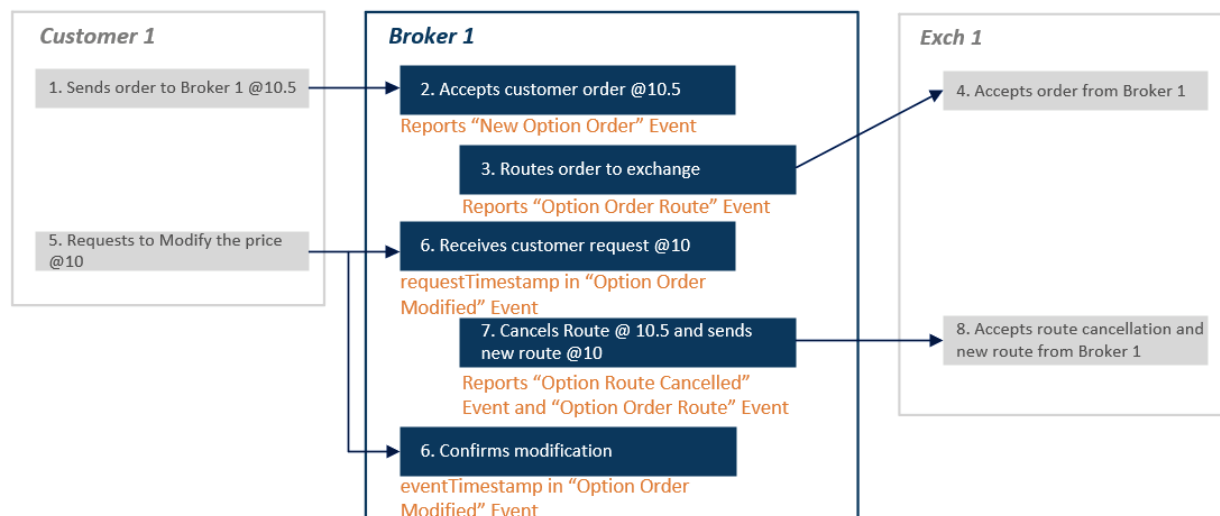 Customer 1
1. Sends order to Broker 1 @10.5
5. Requests to Modify the price
@10
Broker 1
2. Accepts customer order @10.5
Reports “New Option Order” Event
3. Routes order to exchange
Reports “Option Order Route” Event
6. Receives customer request @10
requestTimestamp in “Option Order
Modified” Event
7. Cancels Route @ 10.5 and sends
new route @10
Reports “Option Route Cancelled”
Event and “Option Order Route” Event
6. Confirms modification
eventTimestamp in “Option Order
Modified” Event
Exch 1
4. Accepts order from Broker 1
8. Accepts route cancellation and
new route from Broker 1